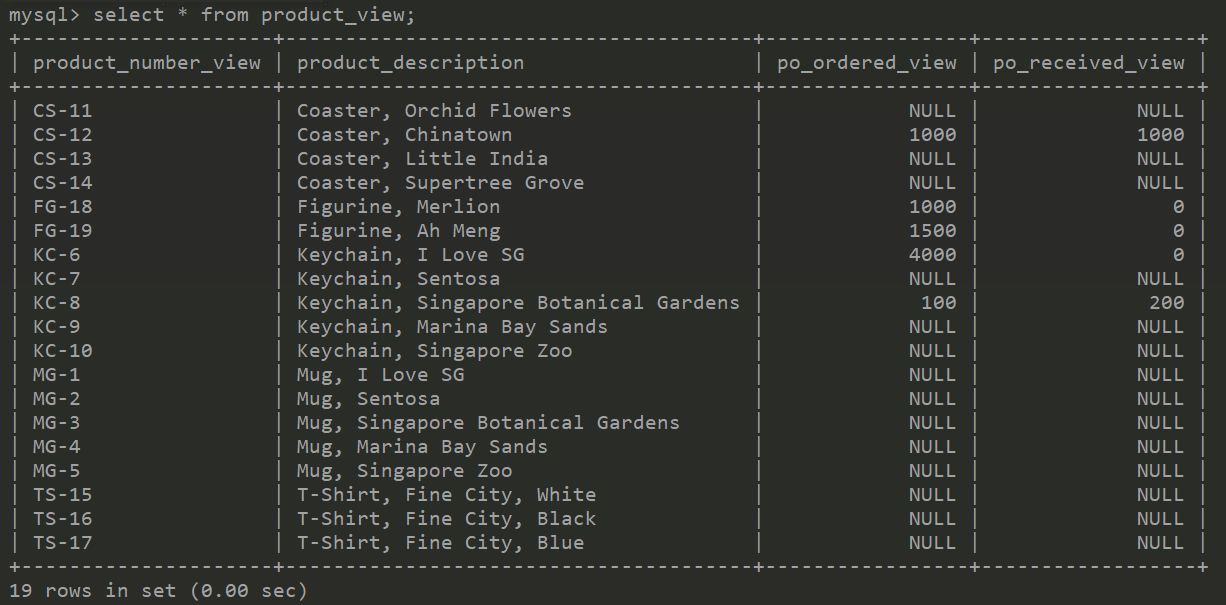 mysql> select * from product_view;
+---------------------+---------------------------------------+-----------------+------------------+
| product_number_view | product_description                   | po_ordered_view | po_received_view |
+---------------------+---------------------------------------+-----------------+------------------+
| CS-11               | Coaster, Orchid Flowers               |            NULL |             NULL |
| CS-12               | Coaster, Chinatown                    |            1000 |             1000 |
| CS-13               | Coaster, Little India                 |            NULL |             NULL |
| CS-14               | Coaster, Supertree Grove              |            NULL |             NULL |
| FG-18               | Figurine, Merlion                     |            1000 |                0 |
| FG-19               | Figurine, Ah Meng                     |            1500 |                0 |
| KC-6                | Keychain, I Love SG                   |            4000 |                0 |
| KC-7                | Keychain, Sentosa                     |            NULL |             NULL |
| KC-8                | Keychain, Singapore Botanical Gardens |             100 |              200 |
| KC-9                | Keychain, Marina Bay Sands            |            NULL |             NULL |
| KC-10               | Keychain, Singapore Zoo               |            NULL |             NULL |
| MG-1                | Mug, I Love SG                        |            NULL |             NULL |
| MG-2                | Mug, Sentosa                          |            NULL |             NULL |
| MG-3                | Mug, Singapore Botanical Gardens      |            NULL |             NULL |
| MG-4                | Mug, Marina Bay Sands                 |            NULL |             NULL |
| MG-5                | Mug, Singapore Zoo                    |            NULL |             NULL |
| TS-15               | T-Shirt, Fine City, White             |            NULL |             NULL |
| TS-16               | T-Shirt, Fine City, Black             |            NULL |             NULL |
| TS-17               | T-Shirt, Fine City, Blue              |            NULL |             NULL |
+---------------------+---------------------------------------+-----------------+------------------+
19 rows in set (0.00 sec)